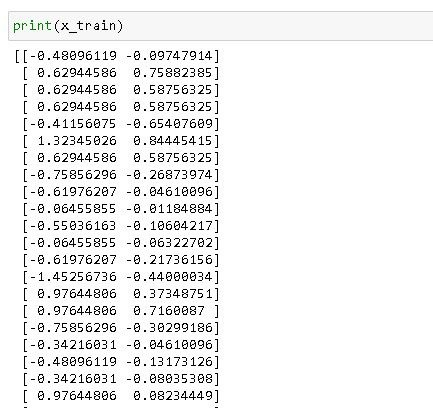 print(x_train)
[[-0.48096119 -0.09747914]
[ 0.62944586 0.75882385]
[ 0.62944586 0.58756325]
[ 0.62944586 0.58756325]
[-0.41156075 -0.65407609]
[ 1.32345026 0.84445415]
[ 0.62944586 0.58756325]
[-0.75856296 -0.26873974]
[-0.61976207 -0.04610096]
[-0.06455855 -0.01184884]
[-0.55036163 -0.10604217]
[-0.06455855 -0.06322702]
[-0.61976207 -0.21736156]
[-1.45256736 -0.44000034]
[ 0.97644806 0.37348751]
[ 0.97644806 0.7160087 ]
[-0.75856296 -0.30299186]
[-0.34216031 -0.04610096]
[-0.48096119 -0.13173126]
[-0.34216031 -0.08035308]
[ 0.97644806 0.08234449]